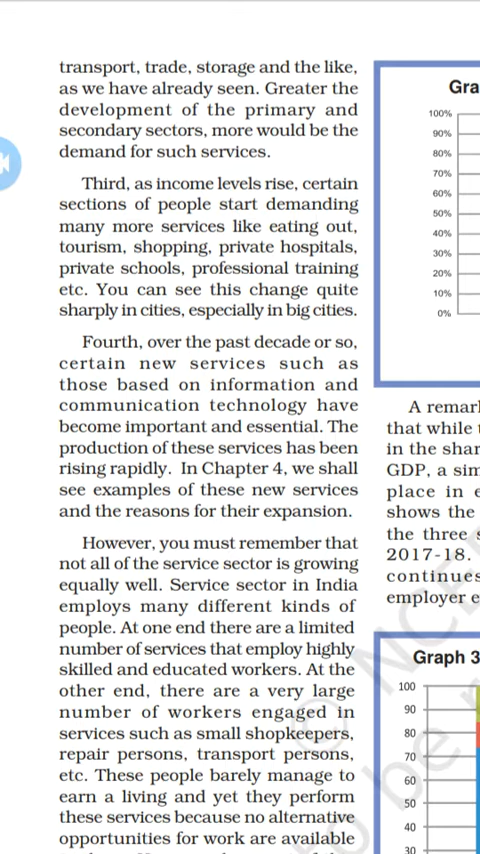 transport, trade, storage and the like,
as we have already seen. Greater the
development of the primary and
secondary sectors, more would be the
demand for such services.
Third, as income levels rise, certain
sections of people start demanding
many more services like eating out,
tourism, shopping, private hospitals,
private schools, professional training
etc. You can see this change quite
sharply in cities, especially in big cities.
Fourth, over the past decade or so,
certain new services such as
those based on information and
communication technology have
become important and essential. The
production of these services has been
rising rapidly. In Chapter 4, we shall
see examples of these new services
and the reasons for their expansion.
However, you must remember that
not all of the service sector is growing
equally well. Service sector in India
employs many different kinds of
people. At one end there are a limited
number of services that employ highly
skilled and educated workers. At the
other end, there are a very large
number of workers engaged in
services such as small shopkeepers,
repair persons, transport persons,
etc. These people barely manage to
earn a living and yet they perform
these services because no alternative
opportunities for work are available
Gra
100%
90%
80%
70%
60%
50%
40%
30%
20%
10%
0%
A remar
that while
in the shar
GDP, a sim
place in e
shows the
the three s
2017-18.
continues
employer e
Graph 3
100
90
80
70
60
50
40
30
© NCE
to be r